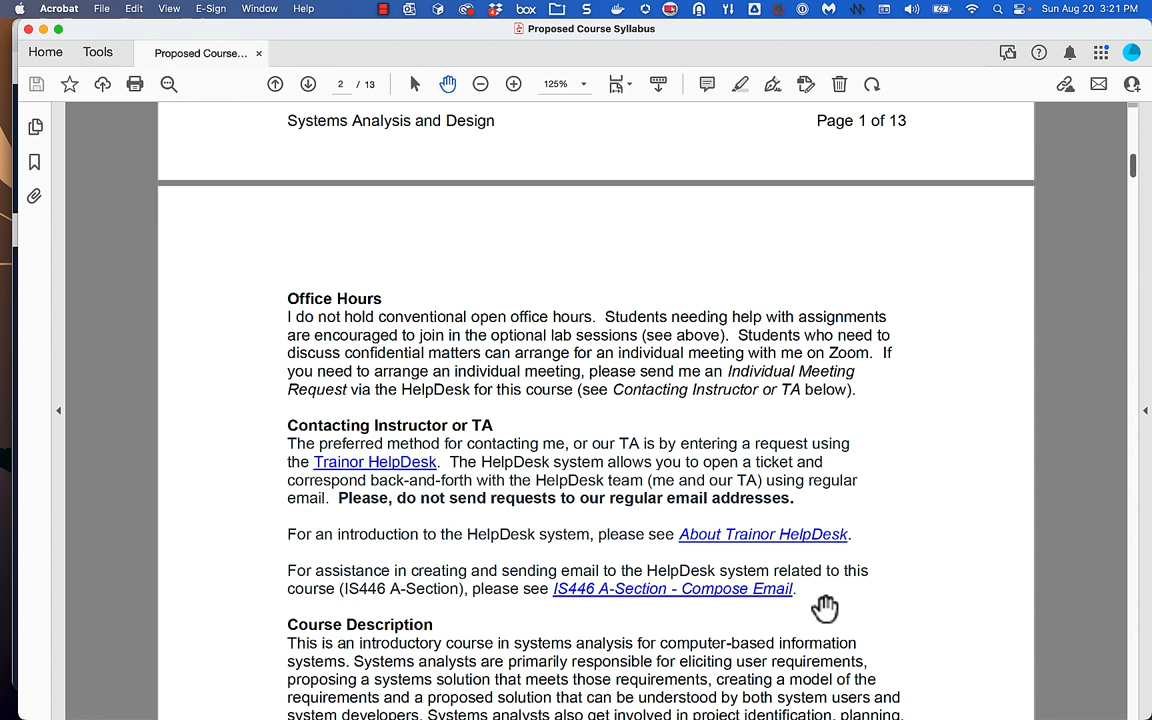 Acrobat File Edit View E-Sign Window Help box Sun Aug 20 3:21 PM
Proposed Course Syllabus
Home Tools Proposed Course... ×
2 / 13 125%
Systems Analysis and Design Page 1 of 13
Office Hours
I do not hold conventional open office hours. Students needing help with assignments
are encouraged to join in the optional lab sessions (see above). Students who need to
discuss confidential matters can arrange for an individual meeting with me on Zoom. If
you need to arrange an individual meeting, please send me an Individual Meeting
Request via the HelpDesk for this course (see Contacting Instructor or TA below).
Contacting Instructor or TA
The preferred method for contacting me, or our TA is by entering a request using
the Trainor HelpDesk. The HelpDesk system allows you to open a ticket and
correspond back-and-forth with the HelpDesk team (me and our TA) using regular
email. Please, do not send requests to our regular email addresses.
For an introduction to the HelpDesk system, please see About Trainor HelpDesk.
For assistance in creating and sending email to the HelpDesk system related to this
course (IS446 A-Section), please see IS446 A-Section - Compose Email.
Course Description
This is an introductory course in systems analysis for computer-based information
systems. Systems analysts are primarily responsible for eliciting user requirements,
proposing a systems solution that meets those requirements, creating a model of the
requirements and a proposed solution that can be understood by both system users and
system developers. Systems analysts also get involved in project identification, planning,